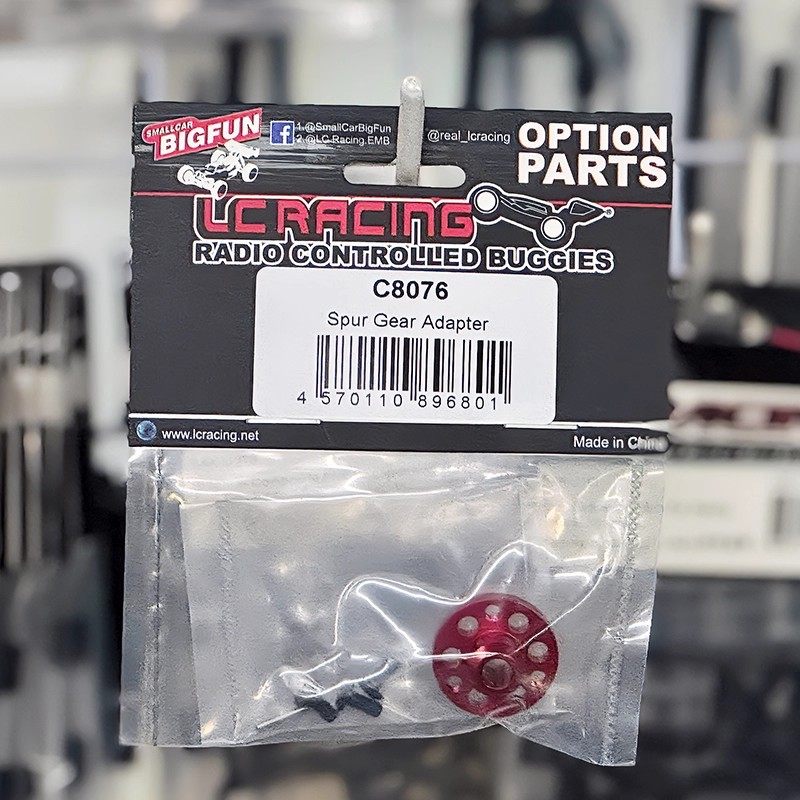 SMALLCAR
BIGFUN
f
1.@SmallCarBigFun
2.@LC.Racing.EMB
@real_lcracing
OPTION
PARTS
LC RACING
RADIO CONTROLLED BUGGIES
C8076
Spur Gear Adapter
4 570110 896801
www.lcracing.net
Made in China